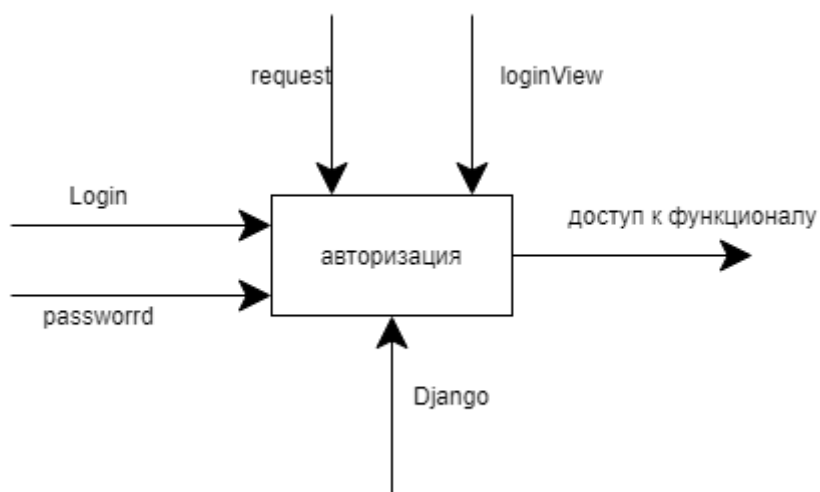 request
loginView
Login
доступ к функционалу
авторизация
passworrd
Django